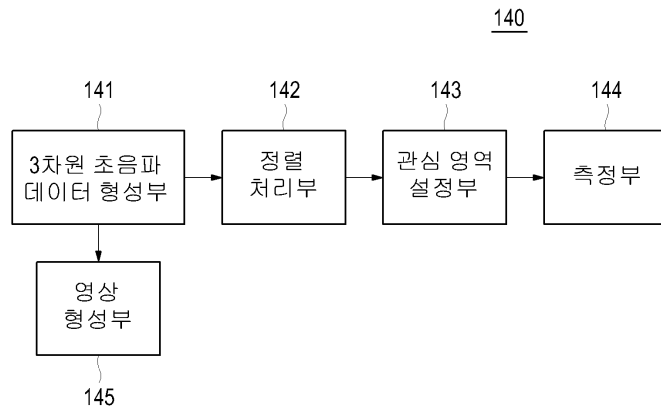 140
141
142
143
144
3차원 초음파
데이터 형성부
정렬
처리부
관심 영역
설정부
측정부
영상
형성부
145